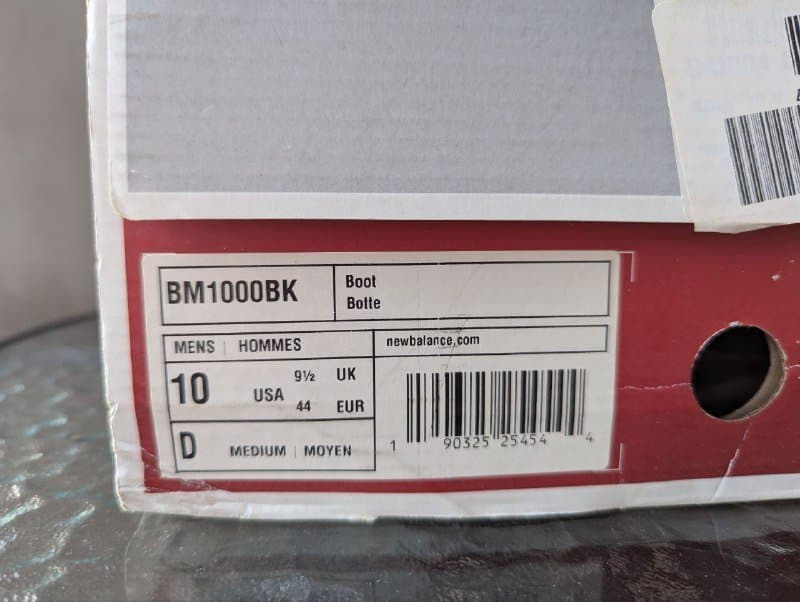 BM1000BK
Boot
Botte
MENS | HOMMES
newbalance.com
10 USA 9½ UK
44 EUR
D MEDIUM | MOYEN
1 90325 25454 4